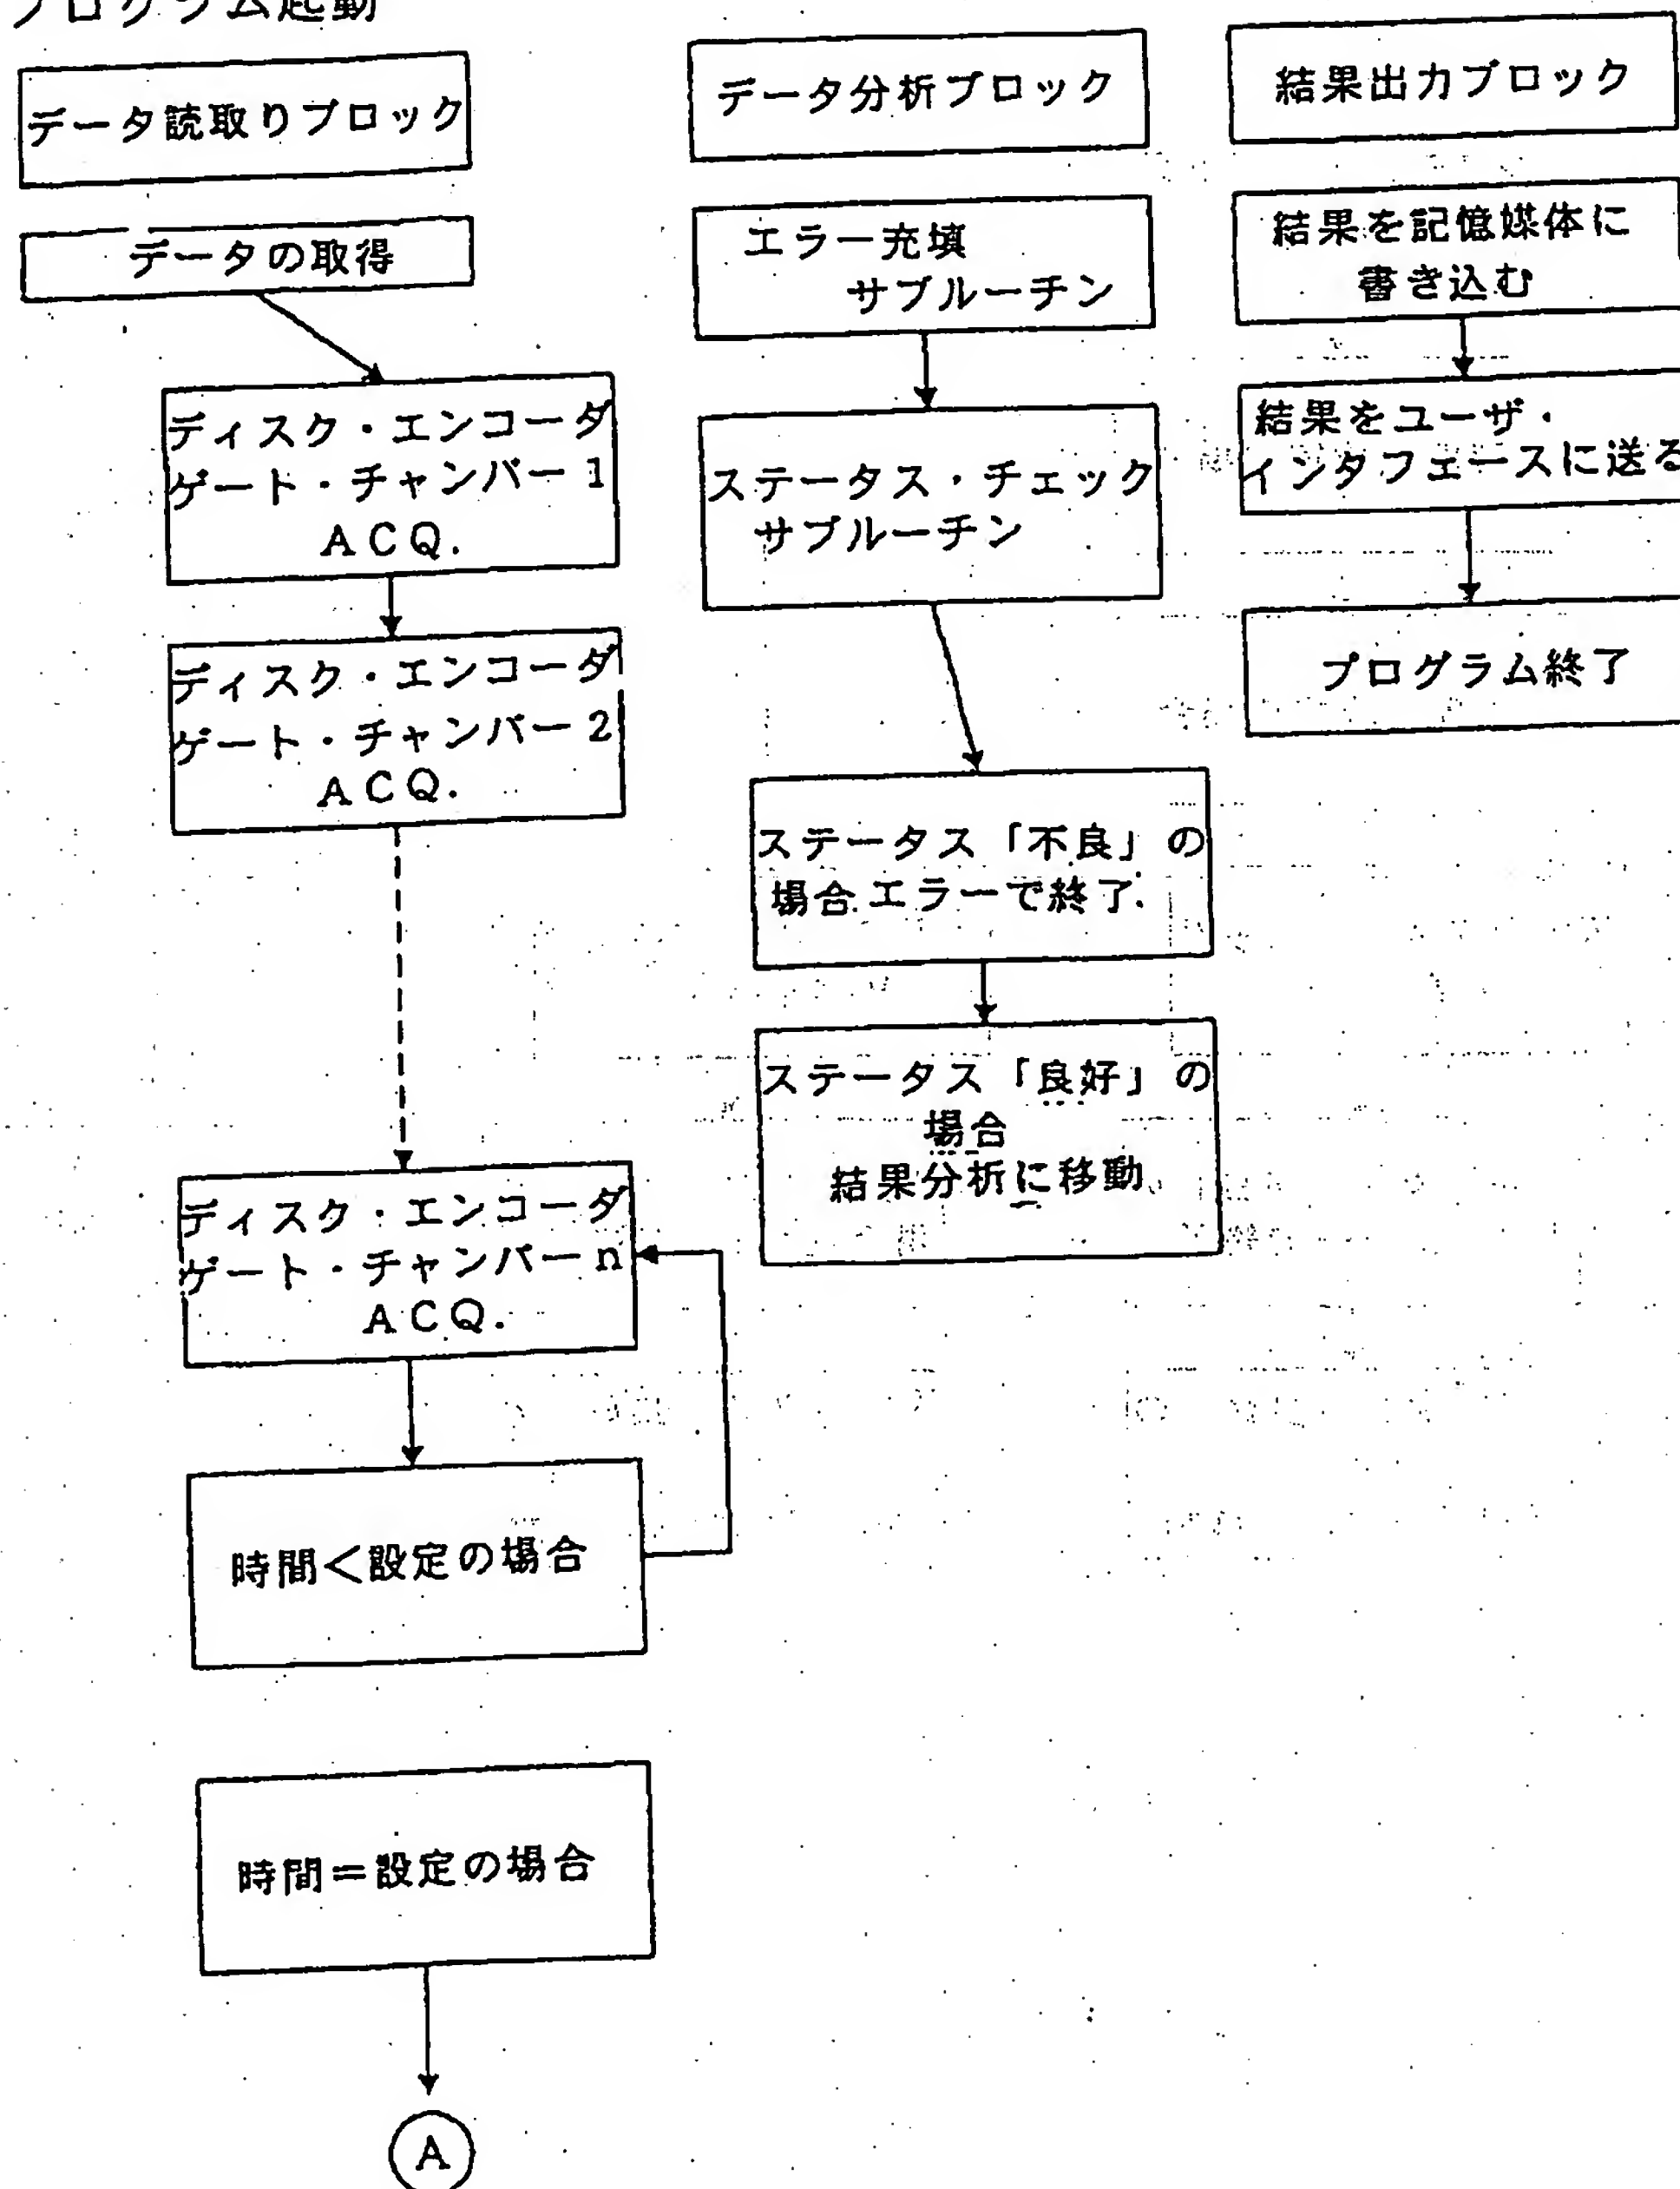 プログラム起動
データ読取りブロック
データの取得
ディスク・エンコーダ
ゲート・チャンバー1
ACQ.
ディスク・エンコーダ
ゲート・チャンバー2
ACQ.
ディスク・エンコーダ
ゲート・チャンバーn
ACQ.
時間<設定の場合
時間=設定の場合
A
データ分析ブロック
エラー充填
サブルーチン
ステータス・チェック
サブルーチン
ステータス「不良」の
場合エラーで終了
ステータス「良好」の
場合
結果分析に移動
結果出力ブロック
結果を記憶媒体に
書き込む
結果をユーザ・
インタフェースに送る
プログラム終了